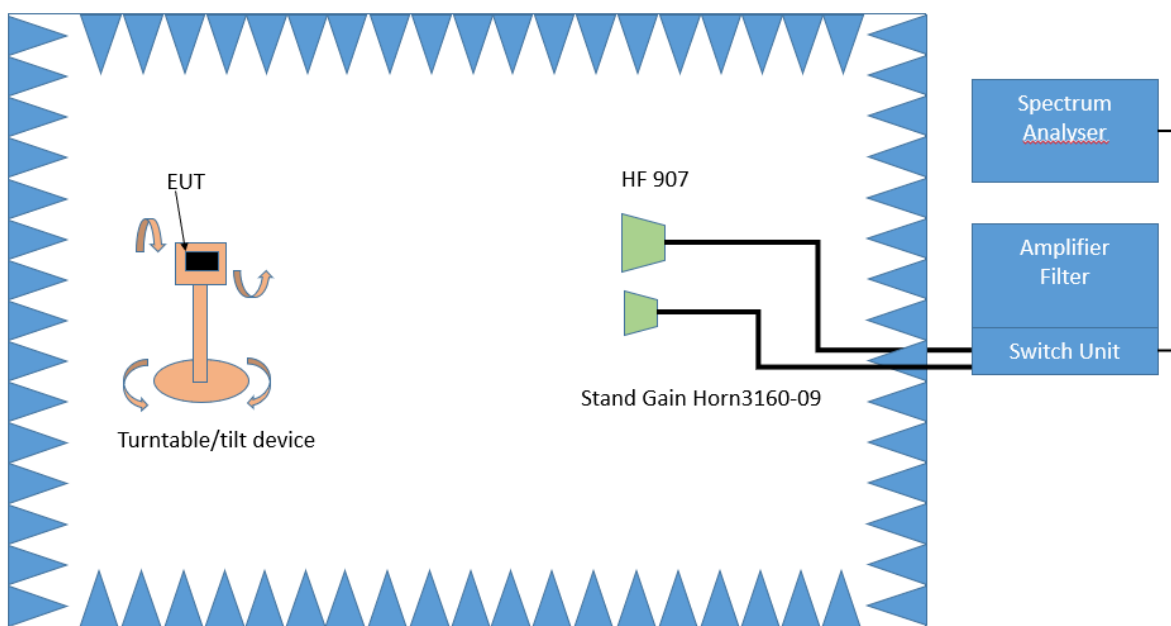 Spectrum
Analyser
EUT
HF 907
Amplifier
Filter
Switch Unit
Stand Gain Horn3160-09
Turntable/tilt device